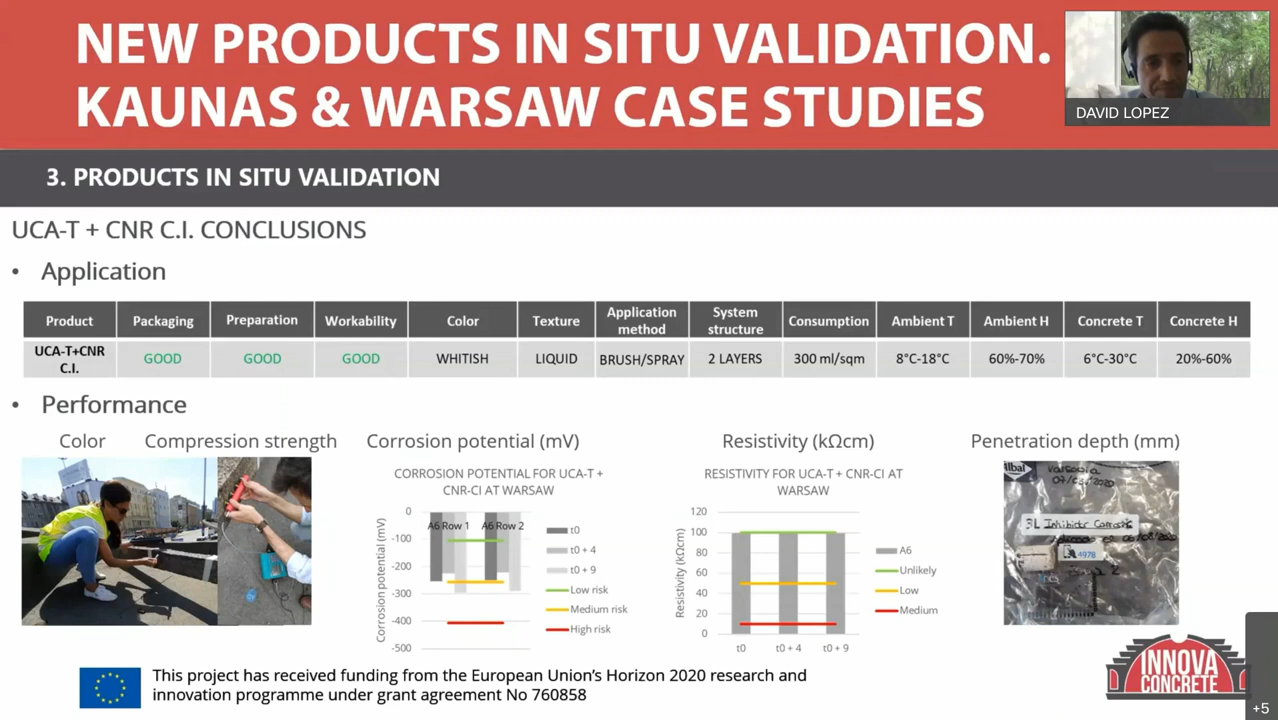 NEW PRODUCTS IN SITU VALIDATION.
KAUNAS & WARSAW CASE STUDIES
DAVID LOPEZ
3. PRODUCTS IN SITU VALIDATION
UCA-T + CNR C.I. CONCLUSIONS
• Application
Product Packaging Preparation Workability Color Texture Application method System structure Consumption Ambient T Ambient H Concrete T Concrete H
UCA-T+CNR C.I. GOOD GOOD GOOD WHITISH LIQUID BRUSH/SPRAY 2 LAYERS 300 ml/sqm 8°C-18°C 60%-70% 6°C-30°C 20%-60%
• Performance
Color Compression strength Corrosion potential (mV) Resistivity (kΩcm) Penetration depth (mm)
CORROSION POTENTIAL FOR UCA-T +
CNR-CI AT WARSAW
Corrosion potential (mV)
0
-100
-200
-300
-400
-500
A6 Row 1 A6 Row 2
t0
t0 + 4
t0 + 9
Low risk
Medium risk
High risk
RESISTIVITY FOR UCA-T + CNR-CI AT
WARSAW
Resistivity (kΩcm)
120
100
80
60
40
20
0
t0 t0 + 4 t0 + 9
A6
Unlikely
Low
Medium
3L
4978
This project has received funding from the European Union's Horizon 2020 research and
innovation programme under grant agreement No 760858
INNOVA
CONCRETE
+5